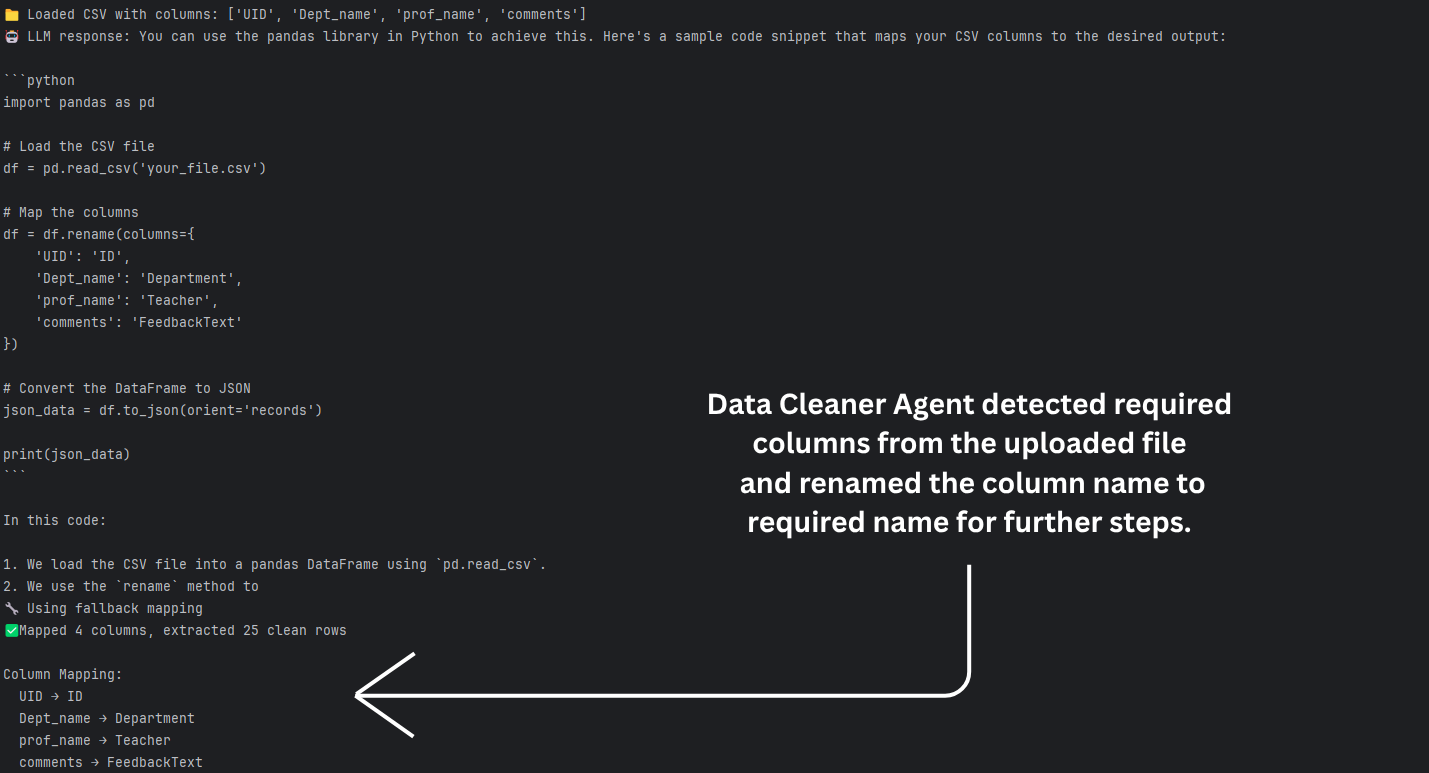 📁 Loaded CSV with columns: ['UID', 'Dept_name', 'prof_name', 'comments']
🤖 LLM response: You can use the pandas library in Python to achieve this. Here's a sample code snippet that maps your CSV columns to the desired output:
```python
import pandas as pd
# Load the CSV file
df = pd.read_csv('your_file.csv')
# Map the columns
df = df.rename(columns={
    'UID': 'ID',
    'Dept_name': 'Department',
    'prof_name': 'Teacher',
    'comments': 'FeedbackText'
})
# Convert the DataFrame to JSON
json_data = df.to_json(orient='records')
print(json_data)
```
In this code:
1. We load the CSV file into a pandas DataFrame using `pd.read_csv`.
2. We use the `rename` method to
🔧 Using fallback mapping
✅Mapped 4 columns, extracted 25 clean rows
Column Mapping:
  UID → ID
  Dept_name → Department
  prof_name → Teacher
  comments → FeedbackText
Data Cleaner Agent detected required
columns from the uploaded file
and renamed the column name to
required name for further steps.